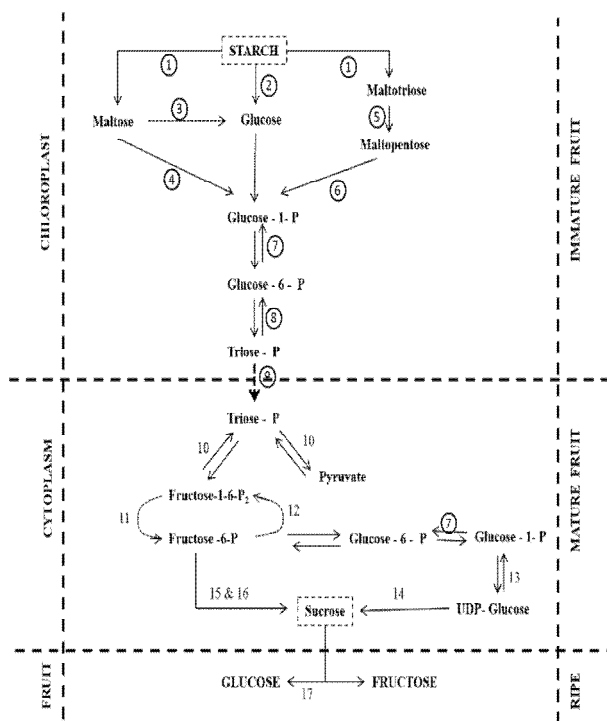 STARCH
1
1
2
Maltotriose
3
5
Maltose
Glucose
Maltopentose
4
6
Glucose - 1- P
7
Glucose - 6 - P
8
Triose - P
9
CHLOROPLAST
IMMATURE FRUIT
Triose - P
10
10
Pyruvate
Fructose-1-6-P2
11
12
7
Fructose -6-P
Glucose - 6 - P
Glucose - 1- P
13
15 & 16
14
Sucrose
UDP- Glucose
CYTOPLASM
MATURE FRUIT
GLUCOSE
FRUCTOSE
17
FRUIT
RIPE